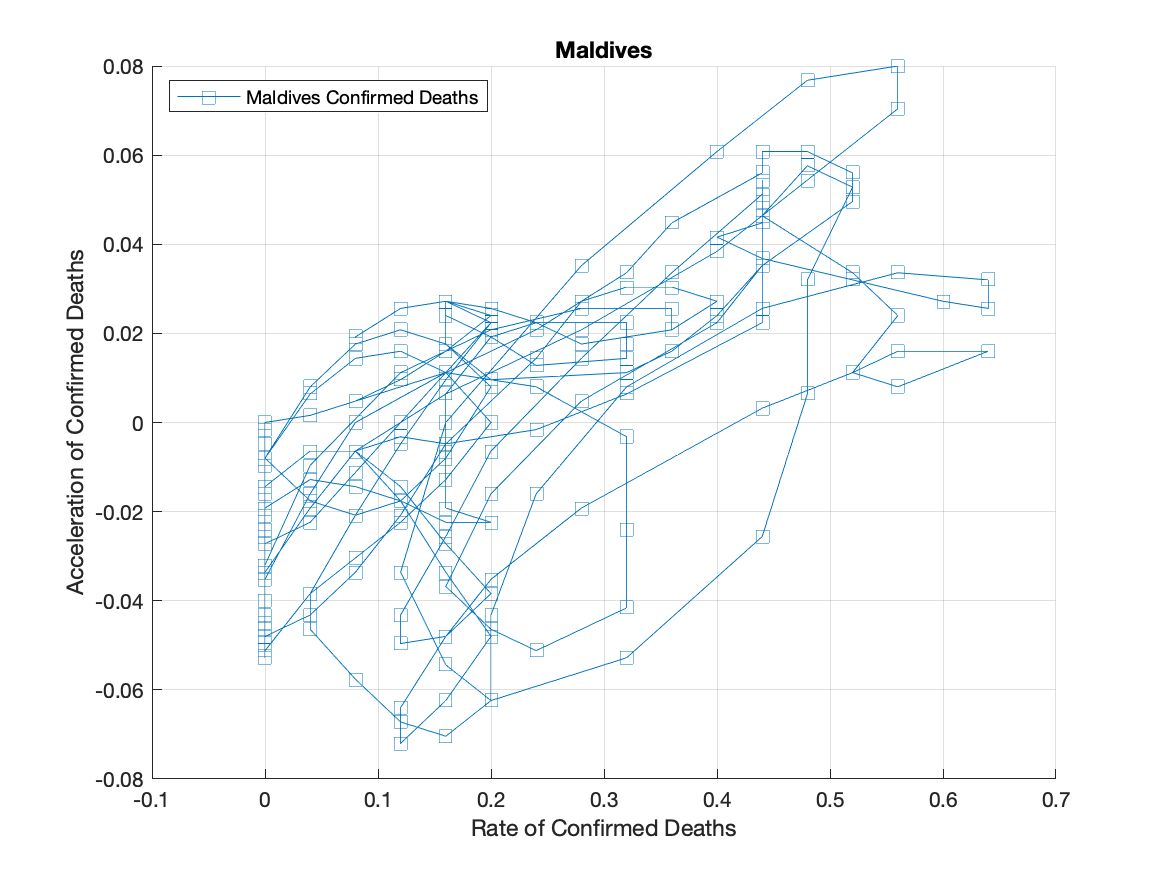 Maldives
Maldives Confirmed Deaths
0.08
0.06
0.04
0.02
0
-0.02
-0.04
-0.06
-0.08
Acceleration of Confirmed Deaths
-0.1 0 0.1 0.2 0.3 0.4 0.5 0.6 0.7
Rate of Confirmed Deaths